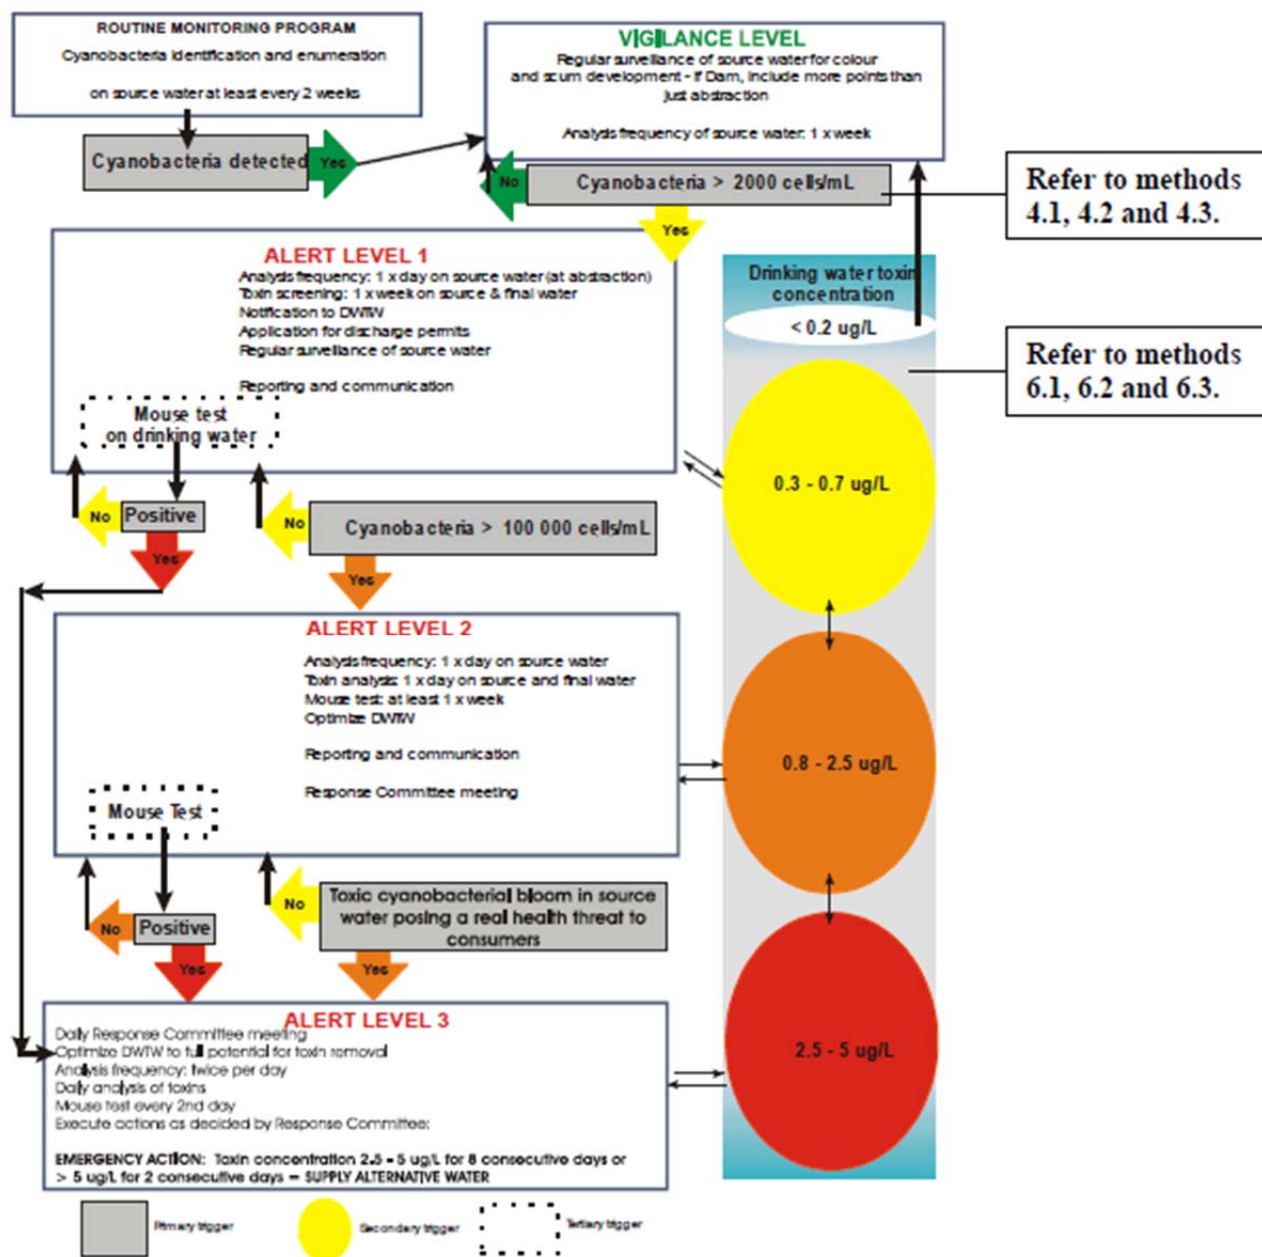 ROUTINE MONITORING PROGRAM
Cyanobacteria identification and enumeration
on source water at least every 2 weeks
Cyanobacteria detected
Yes
VIGILANCE LEVEL
Regular surveillance of source water for colour
and scum development - If Dam, include more points than
just abstraction
Analysis frequency of source water: 1 x week
No
Cyanobacteria > 2000 cells/mL
Yes
Refer to methods
4.1, 4.2 and 4.3.
ALERT LEVEL 1
Analysis frequency: 1 x day on source water (at abstraction)
Toxin screening: 1 x week on source & final water
Notification to DWTW
Application for discharge permits
Regular surveillance of source water
Reporting and communication
Mouse test
on drinking water
No
Positive
Yes
No
Cyanobacteria > 100 000 cells/mL
Yes
Drinking water toxin
concentration
< 0.2 ug/L
Refer to methods
6.1, 6.2 and 6.3.
0.3 - 0.7 ug/L
ALERT LEVEL 2
Analysis frequency: 1 x day on source water
Toxin analysis: 1 x day on source and final water
Mouse test: at least 1 x week
Optimize DWTW
Reporting and communication
Response Committee meeting
Mouse Test
No
Positive
Yes
No
Toxic cyanobacterial bloom in source
water posing a real health threat to
consumers
Yes
0.8 - 2.5 ug/L
ALERT LEVEL 3
Daily Response Committee meeting
Optimize DWTW to full potential for toxin removal
Analysis frequency: twice per day
Daily analysis of toxins
Mouse test every 2nd day
Execute actions as decided by Response Committee:
EMERGENCY ACTION: Toxin concentration 2.5 - 5 ug/L for 8 consecutive days or
> 5 ug/L for 2 consecutive days = SUPPLY ALTERNATIVE WATER
2.5 - 5 ug/L
Primary trigger
Secondary trigger
Tertiary trigger